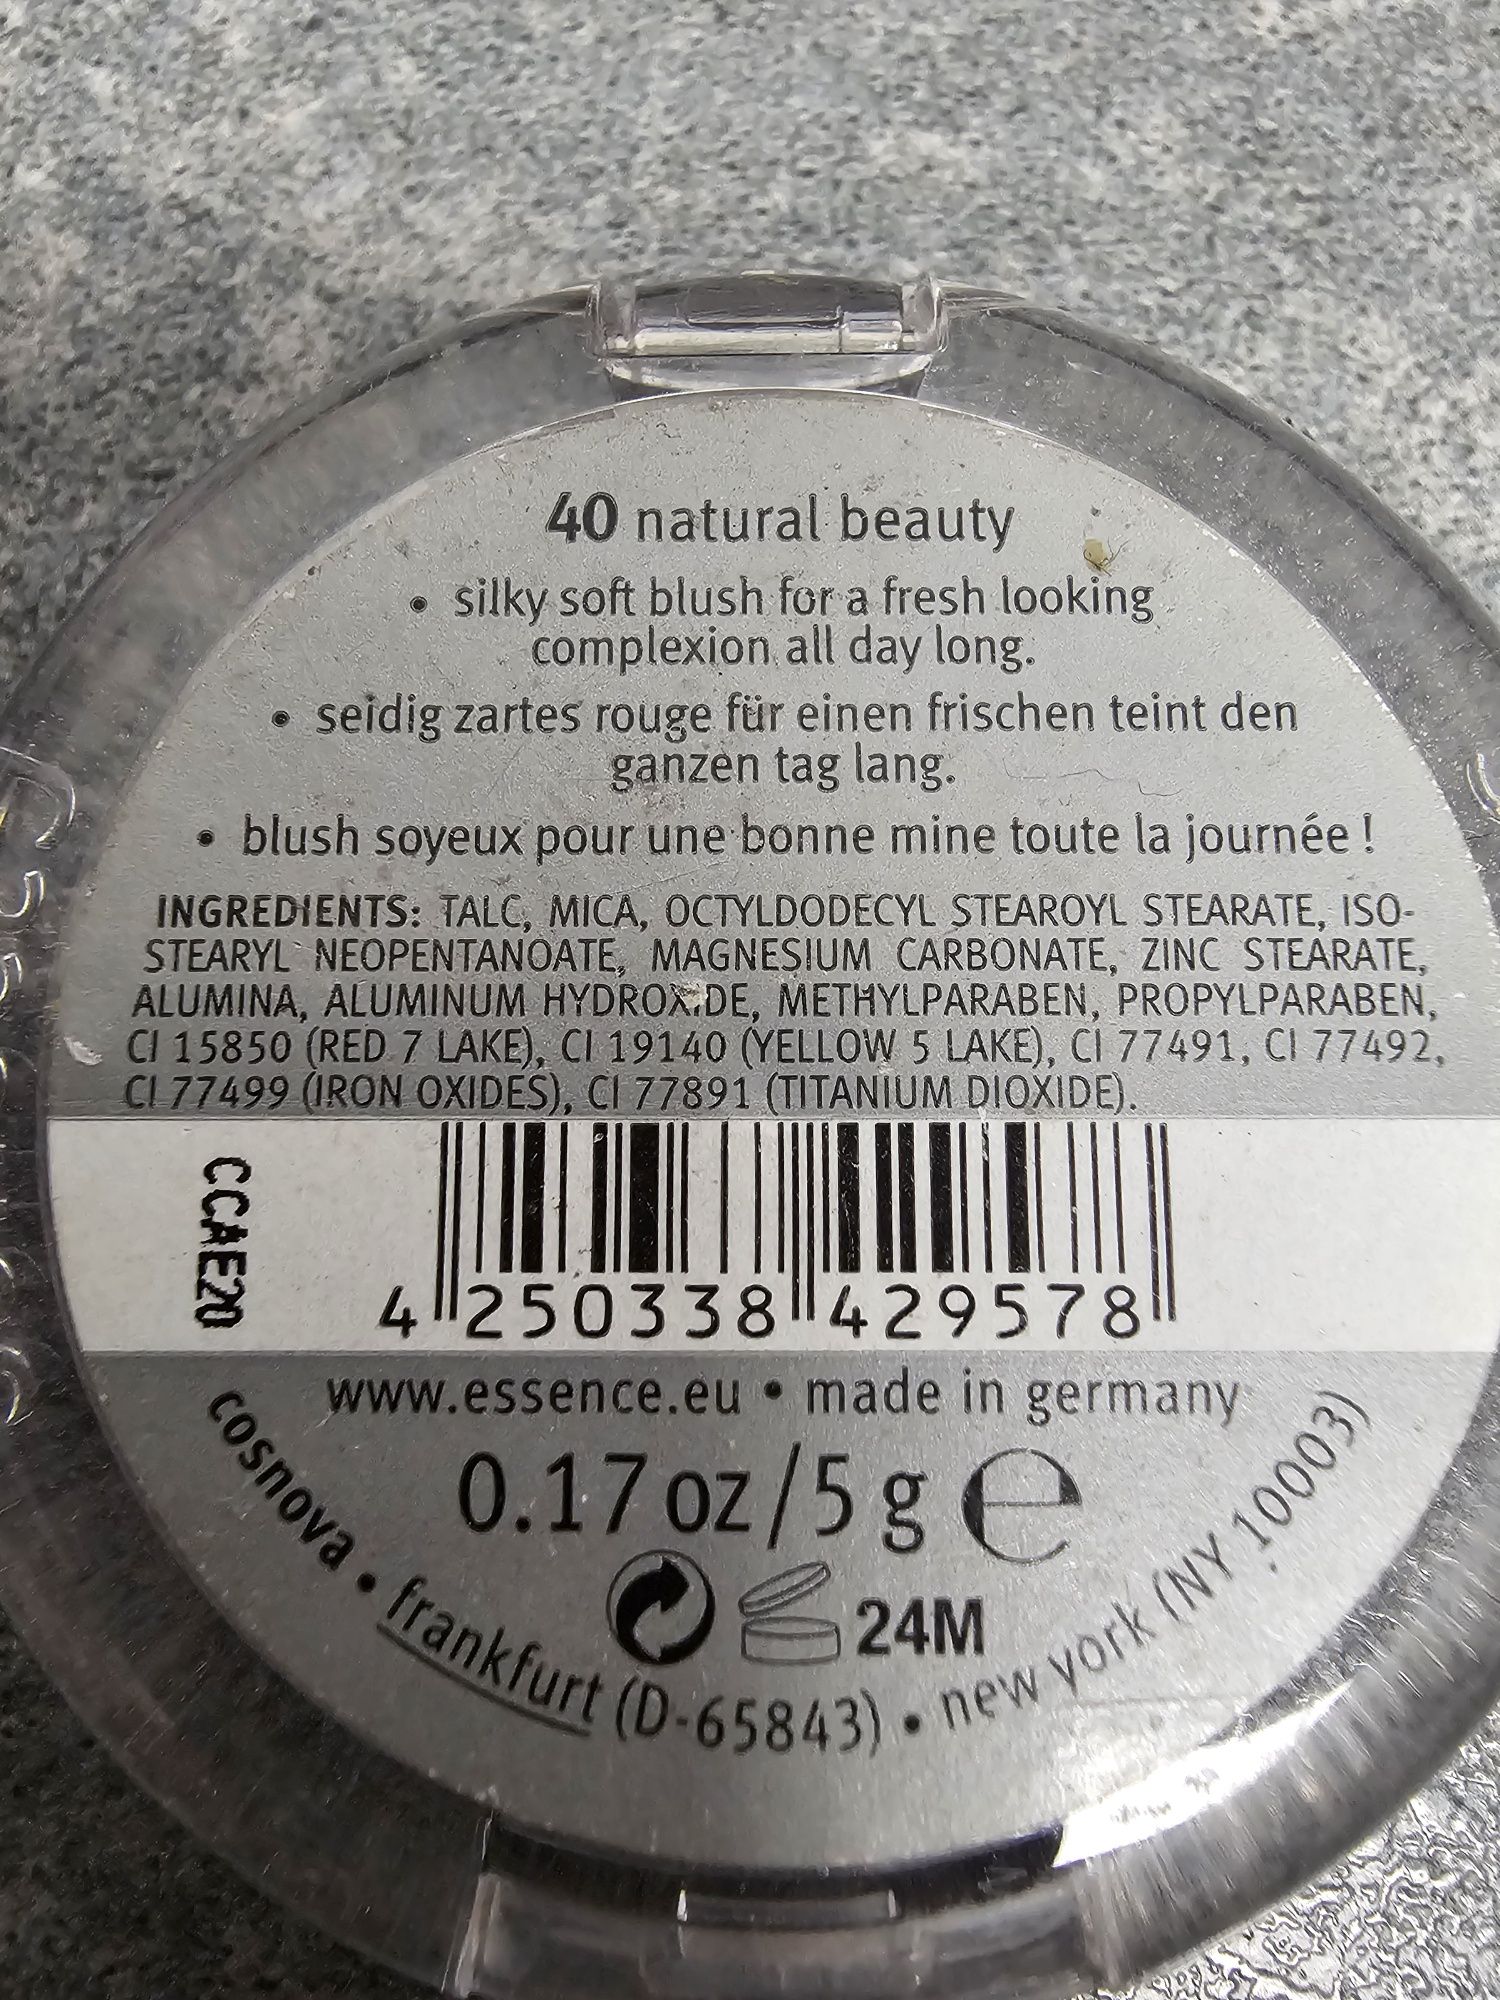 40 natural beauty
• silky soft blush for a fresh looking
complexion all day long.
• seidig zartes rouge für einen frischen teint den
ganzen tag lang.
• blush soyeux pour une bonne mine toute la journée !
INGREDIENTS: TALC, MICA, OCTYLDODECYL STEAROYL STEARATE, ISO-
STEARYL NEOPENTANOATE, MAGNESIUM CARBONATE, ZINC STEARATE,
ALUMINA, ALUMINUM HYDROXIDE, METHYLPARABEN, PROPYLPARABEN,
CI 15850 (RED 7 LAKE), CI 19140 (YELLOW 5 LAKE), CI 77491, CI 77492,
CI 77499 (IRON OXIDES), CI 77891 (TITANIUM DIOXIDE).
CCAE20
4 250338 429578
www.essence.eu • made in germany
0.17 oz/5 g e
24M
cosnova • frankfurt (D-65843) • new york (NY 10003)